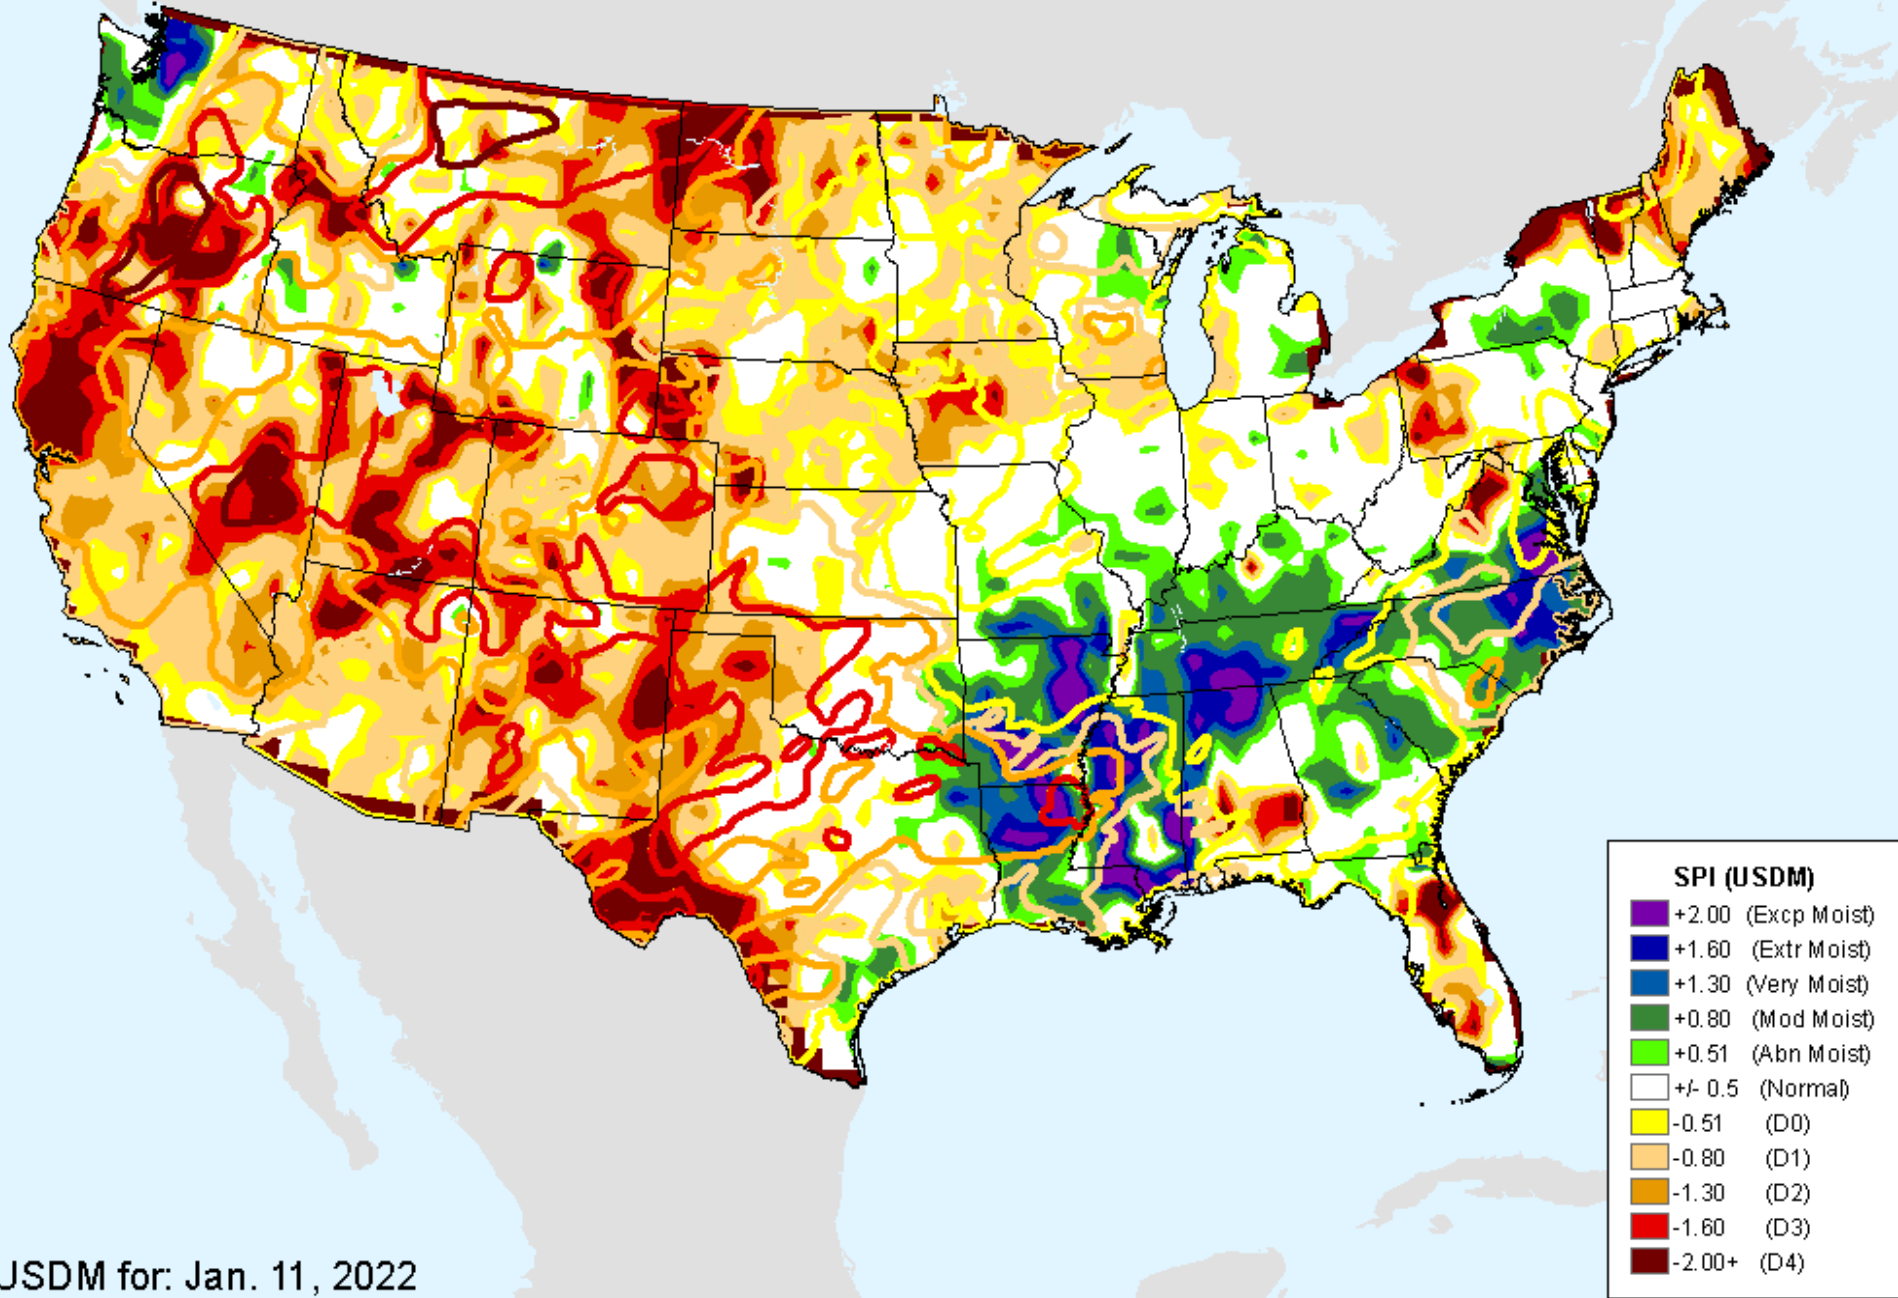 SPI (USDM)
+2.00 (Excp Moist)
+1.60 (Extr Moist)
+1.30 (Very Moist)
+0.80 (Mod Moist)
+0.51 (Abn Moist)
+/- 0.5 (Normal)
-0.51 (D0)
-0.80 (D1)
-1.30 (D2)
-1.60 (D3)
-2.00+ (D4)
USDM for: Jan. 11, 2022